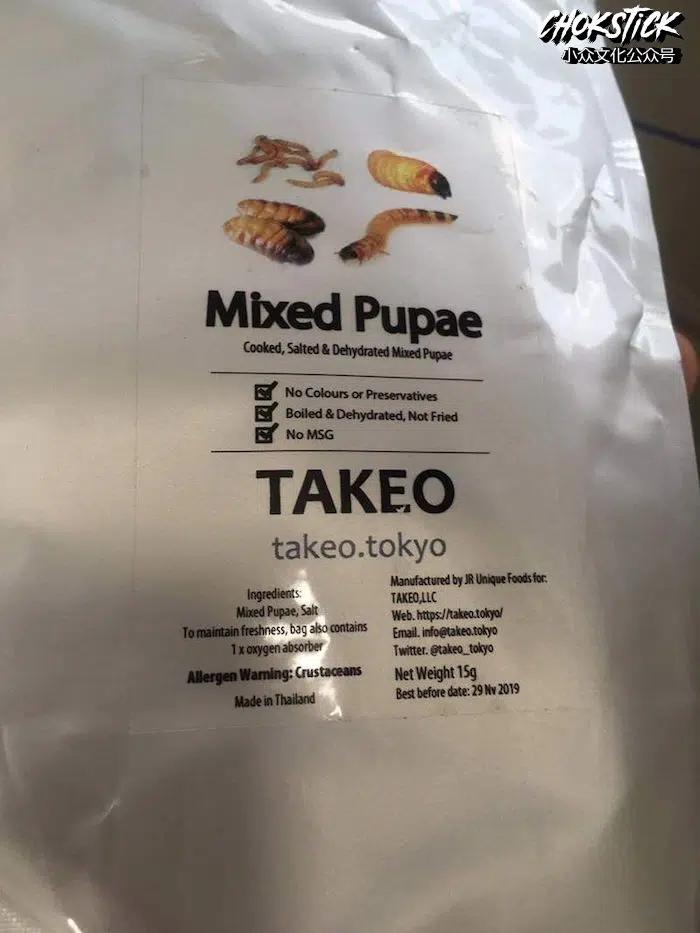 CHOKSTICK
小众文化公众号
Mixed Pupae
Cooked, Salted & Dehydrated Mixed Pupae
No Colours or Preservatives
Boiled & Dehydrated, Not Fried
No MSG
TAKEO
takeo.tokyo
Ingredients:
Mixed Pupae, Salt
To maintain freshness, bag also contains
1 x oxygen absorber
Allergen Warning: Crustaceans
Made in Thailand
Manufactured by JR Unique Foods for:
TAKEO,LLC
Web. https://takeo.tokyo/
Email. info@takeo.tokyo
Twitter. @takeo_tokyo
Net Weight 15g
Best before date: 29 Nv 2019